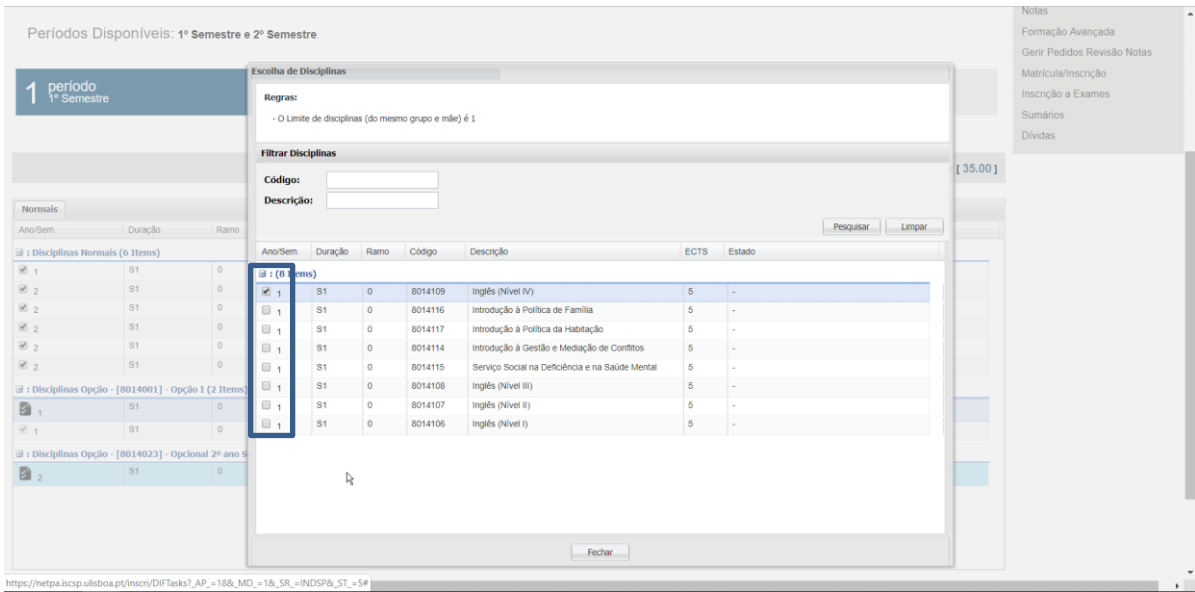 Notas
Formação Avançada
Gerir Pedidos Revisão Notas
Matrícula/Inscrição
Inscrição a Exames
Sumários
Dívidas
Períodos Disponíveis: 1º Semestre e 2º Semestre
1 período
1º Semestre
[ 35.00 ]
Normais
Ano/Sem. Duração Ramo
: Disciplinas Normais (6 Items)
1 S1 0
2 S1 0
2 S1 0
2 S1 0
2 S1 0
2 S1 0
: Disciplinas Opção - [8014001] - Opção I (2 Items)
1 S1 0
1 S1 0
: Disciplinas Opção - [8014023] - Opcional 2º ano
2 S1 0
Escolha de Disciplinas
Regras:
- O Limite de disciplinas (do mesmo grupo e mãe) é 1
Filtrar Disciplinas
Código:
Descrição:
Pesquisar Limpar
Ano/Sem. Duração Ramo Código Descrição ECTS Estado
: (8 Items)
1 S1 0 8014109 Inglês (Nível IV) 5 -
1 S1 0 8014116 Introdução à Política de Família 5 -
1 S1 0 8014117 Introdução à Política da Habitação 5 -
1 S1 0 8014114 Introdução à Gestão e Mediação de Conflitos 5 -
1 S1 0 8014115 Serviço Social na Deficiência e na Saúde Mental 5 -
1 S1 0 8014108 Inglês (Nível III) 5 -
1 S1 0 8014107 Inglês (Nível II) 5 -
1 S1 0 8014106 Inglês (Nível I) 5 -
Fechar
https://netpa.iscsp.ulisboa.pt/inscri/DIFTasks?_AP_=18&_MD_=1&_SR_=INDSP&_ST_=5#